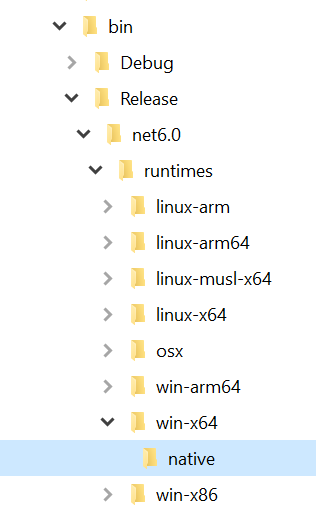 bin
Debug
Release
net6.0
runtimes
linux-arm
linux-arm64
linux-musl-x64
linux-x64
osx
win-arm64
win-x64
native
win-x86